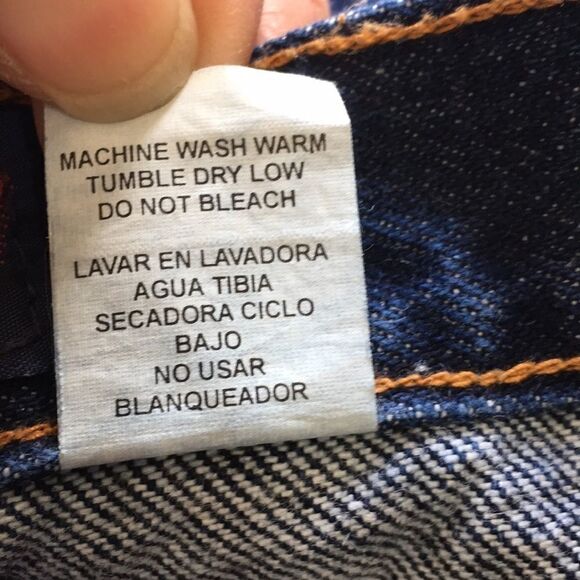 MACHINE WASH WARM
TUMBLE DRY LOW
DO NOT BLEACH
LAVAR EN LAVADORA
AGUA TIBIA
SECADORA CICLO
BAJO
NO USAR
BLANQUEADOR